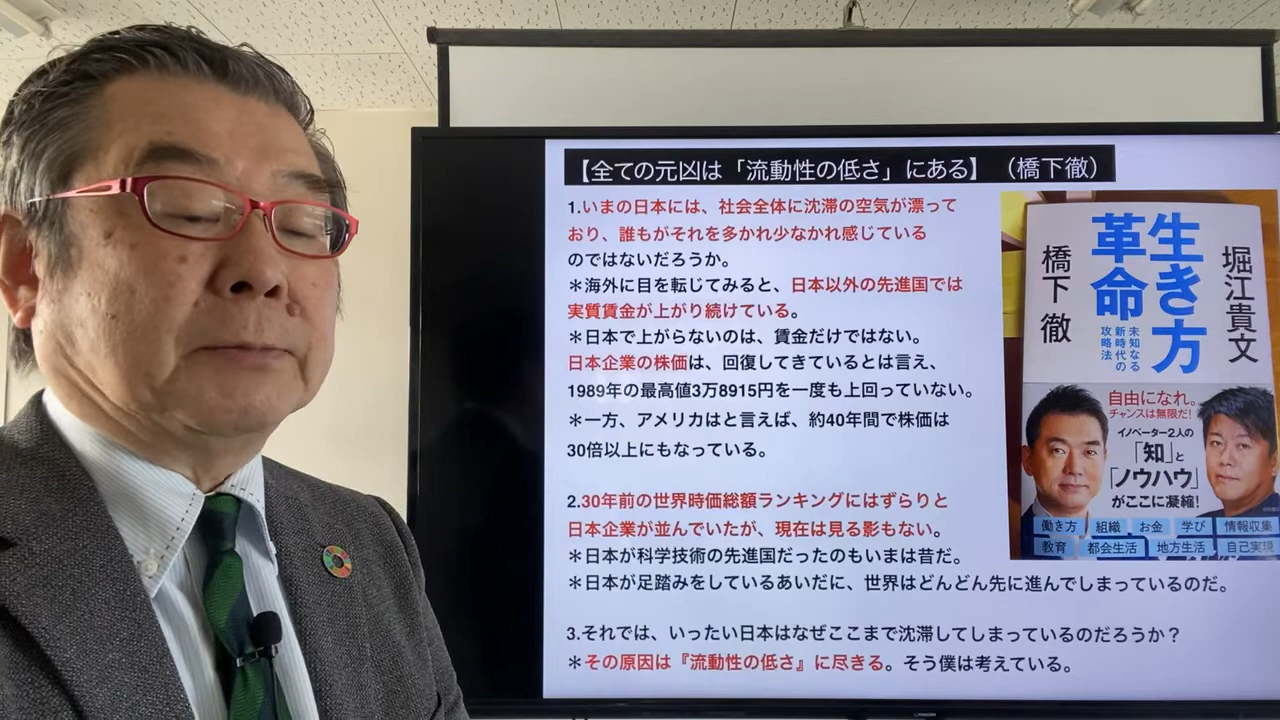 【全ての元凶は「流動性の低さ」にある】（橋下徹）
1.いまの日本には、社会全体に沈滞の空気が漂って
おり、誰もがそれを多かれ少なかれ感じている
のではないだろうか。
＊海外に目を転じてみると、日本以外の先進国では
実質賃金が上がり続けている。
＊日本で上がらないのは、賃金だけではない。
日本企業の株価は、回復してきているとは言え、
1989年の最高値3万8915円を一度も上回っていない。
＊一方、アメリカはと言えば、約40年間で株価は
30倍以上にもなっている。
2.30年前の世界時価総額ランキングにはずらりと
日本企業が並んでいたが、現在は見る影もない。
＊日本が科学技術の先進国だったのもいまは昔だ。
＊日本が足踏みをしているあいだに、世界はどんどん先に進んでしまっているのだ。
3.それでは、いったい日本はなぜここまで沈滞してしまっているのだろうか？
＊その原因は『流動性の低さ』に尽きる。そう僕は考えている。
堀江貴文
生き方
革命
未知なる
新時代の
攻略法
橋下徹
自由になれ。
チャンスは無限だ！
イノベーター2人の
「知」と
「ノウハウ」
がここに凝縮！
働き方 組織 お金 学び 情報収集
教育 都会生活 地方生活 自己実現